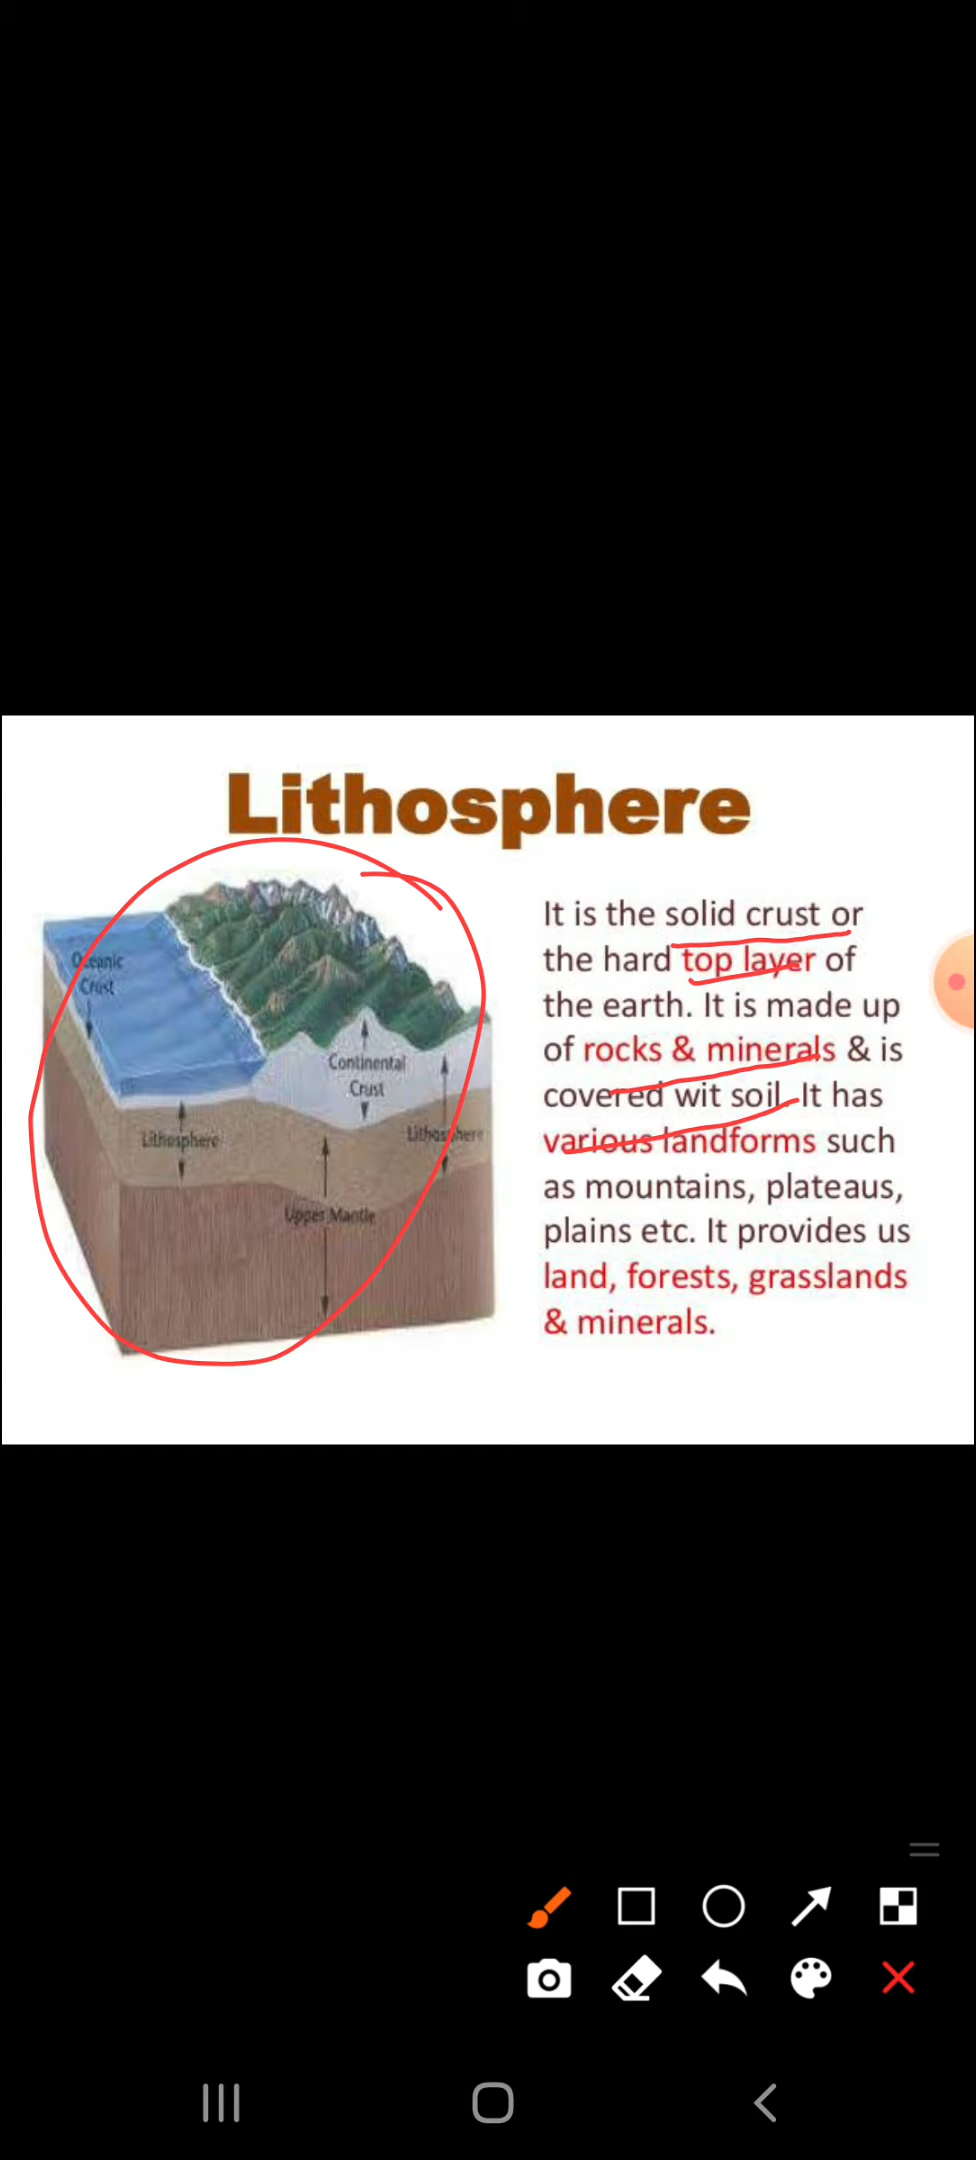 Lithosphere
Oceanic
Crust
Continental
Crust
Lithosphere
Lithosphere
Upper Mantle
It is the solid crust or
the hard top layer of
the earth. It is made up
of rocks & minerals & is
covered wit soil. It has
various landforms such
as mountains, plateaus,
plains etc. It provides us
land, forests, grasslands
& minerals.